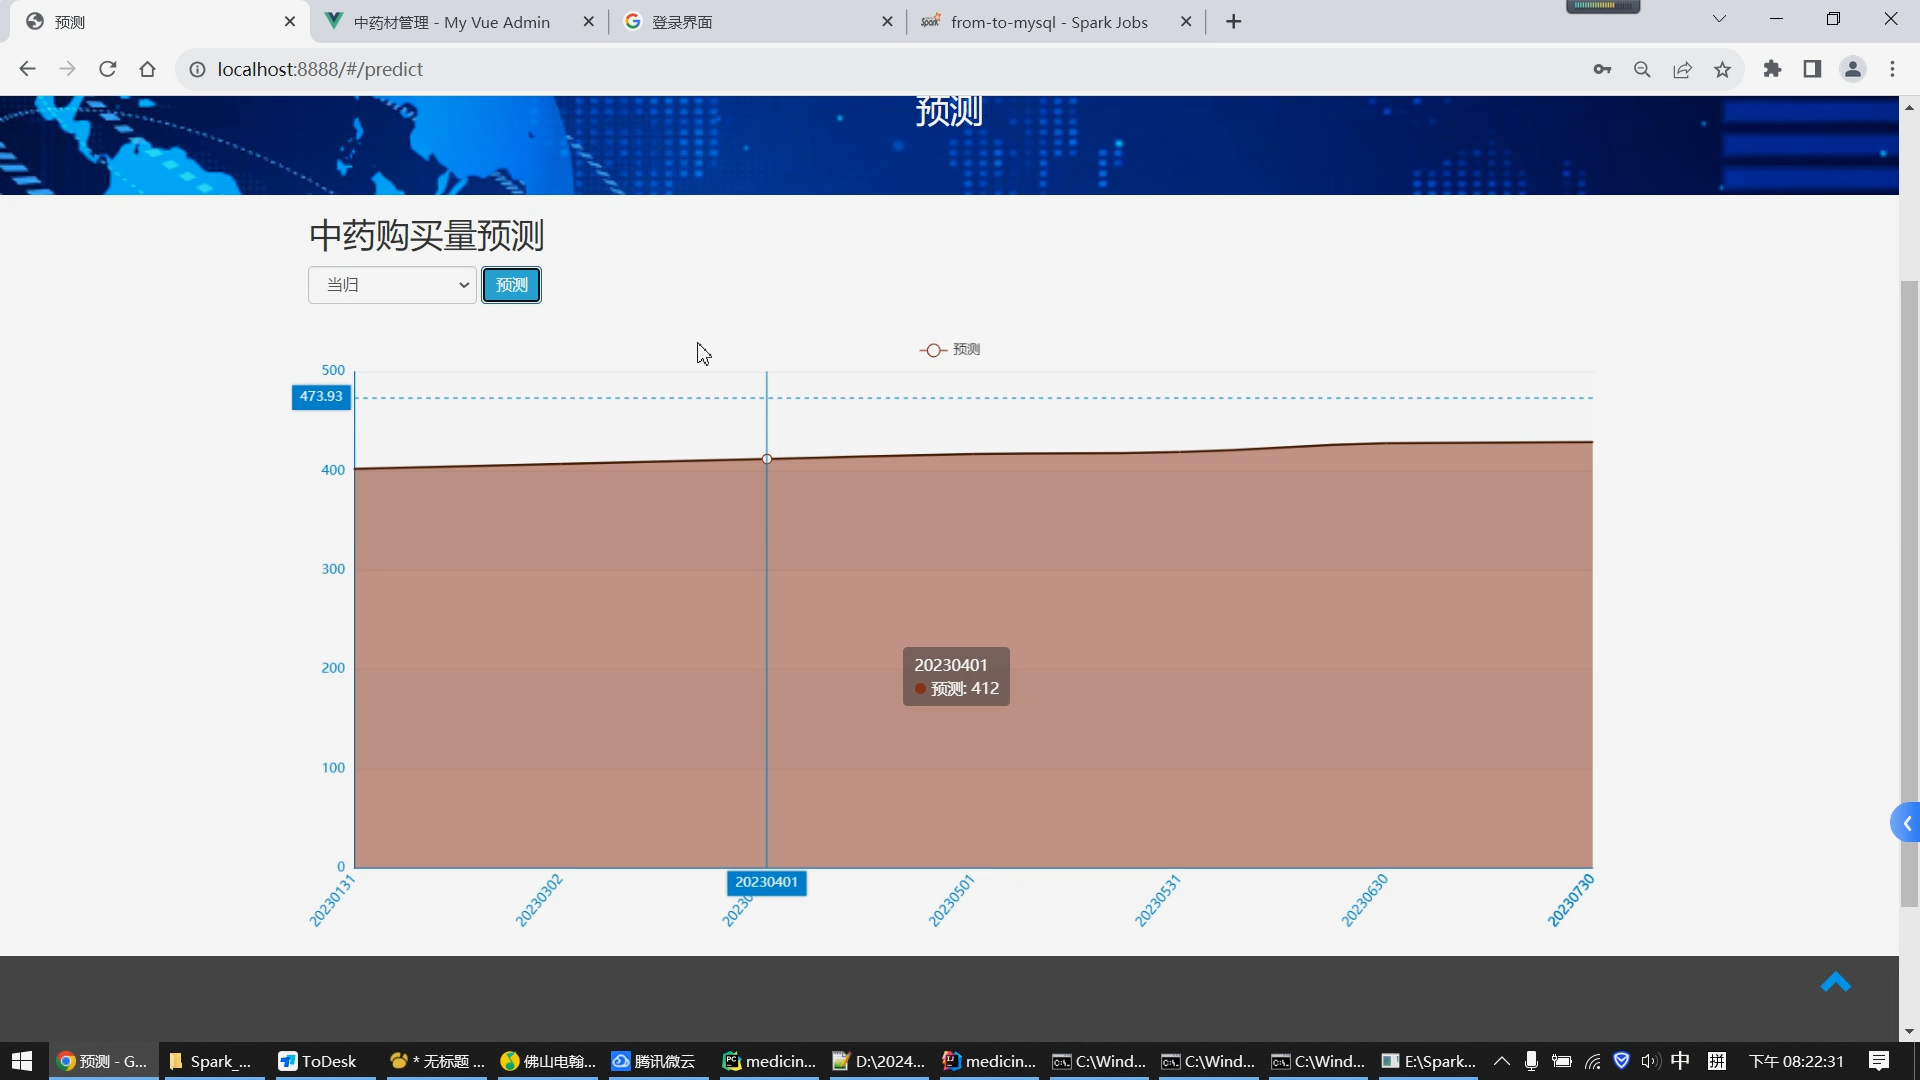 预测
中药材管理 - My Vue Admin
登录界面
from-to-mysql - Spark Jobs
localhost:8888/#/predict
预测
中药购买量预测
当归
预测
预测
500
473.93
400
300
200
100
0
20230401
预测: 412
20230131
20230302
20230401
20230501
20230531
20230630
20230730
预测 - G...
Spark_...
ToDesk
* 无标题 ...
佛山电翰...
腾讯微云
medicin...
D:\2024...
medicin...
C:\Wind...
C:\Wind...
C:\Wind...
E:\Spark...
中
拼
下午 08:22:31